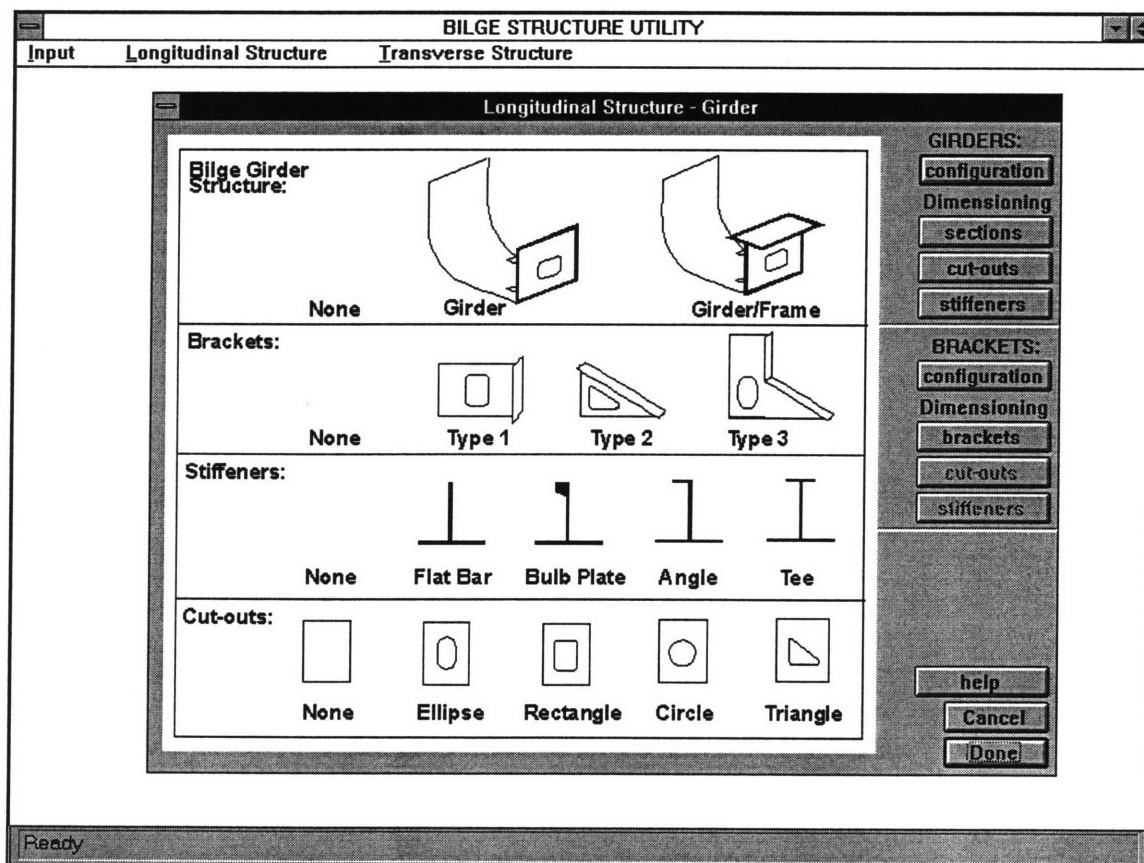 BILGE STRUCTURE UTILITY
Input Longitudinal Structure Transverse Structure
Longitudinal Structure - Girder
Bilge Girder
Structure:
None Girder Girder/Frame
Brackets:
None Type 1 Type 2 Type 3
Stiffeners:
None Flat Bar Bulb Plate Angle Tee
Cut-outs:
None Ellipse Rectangle Circle Triangle
GIRDERS:
configuration
Dimensioning
sections
cut-outs
stiffeners
BRACKETS:
configuration
Dimensioning
brackets
cut-outs
stiffeners
help
Cancel
Done
Ready